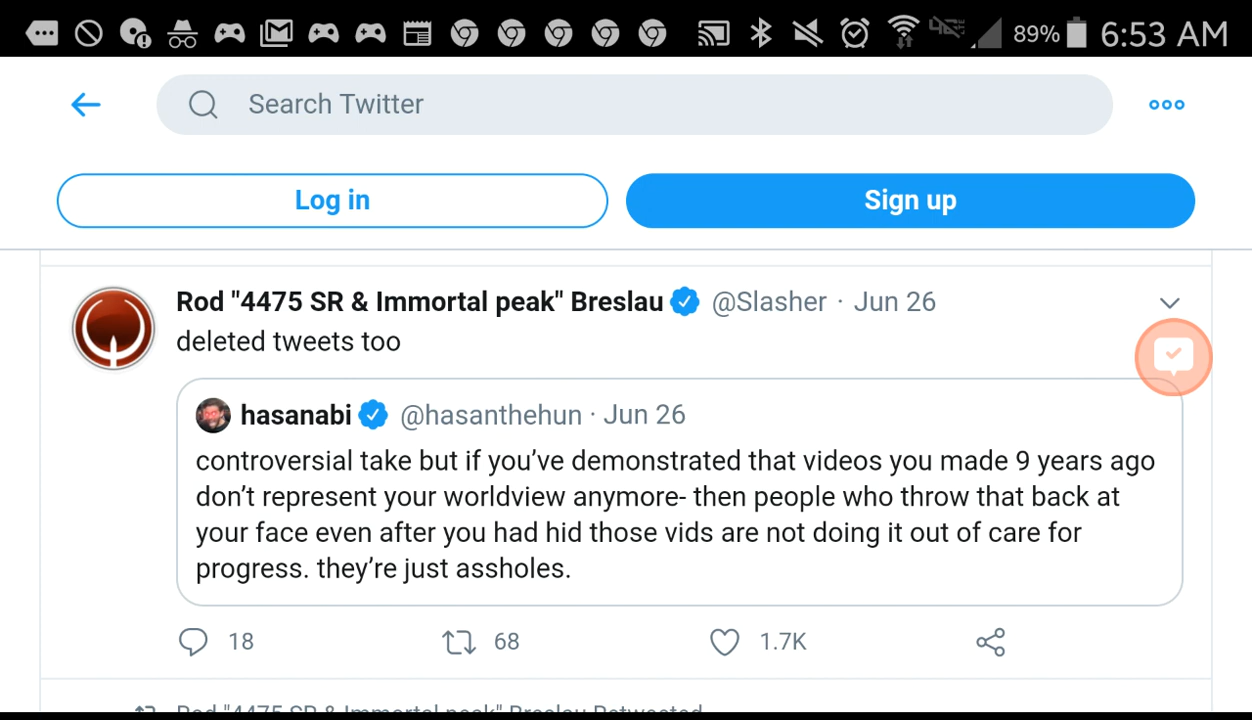 89% 6:53 AM
Search Twitter
Log in Sign up
Rod "4475 SR & Immortal peak" Breslau @Slasher · Jun 26
deleted tweets too
hasanabi @hasanthehun · Jun 26
controversial take but if you’ve demonstrated that videos you made 9 years ago
don’t represent your worldview anymore- then people who throw that back at
your face even after you had hid those vids are not doing it out of care for
progress. they’re just assholes.
18 68 1.7K
Rod "4475 SR & Immortal peak" Breslau Retweeted